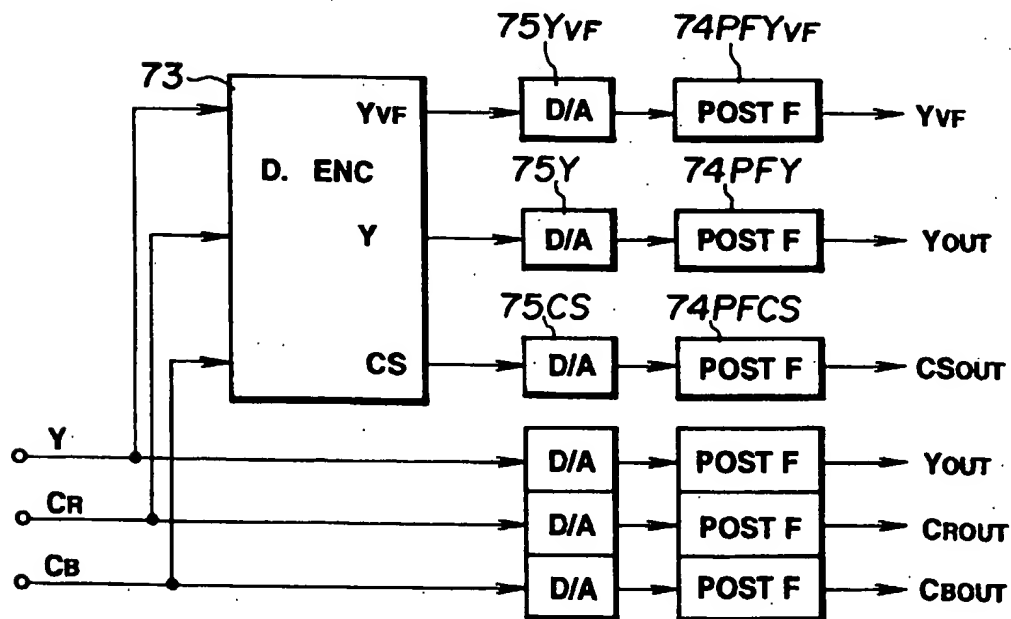 75YVF 74PFYVF
73
YVF D/A POST F YVF
D. ENC
75Y 74PFY
Y D/A POST F YOUT
75CS 74PFCS
CS D/A POST F CSOUT
Y D/A POST F YOUT
CR D/A POST F CROUT
CB D/A POST F CBOUT